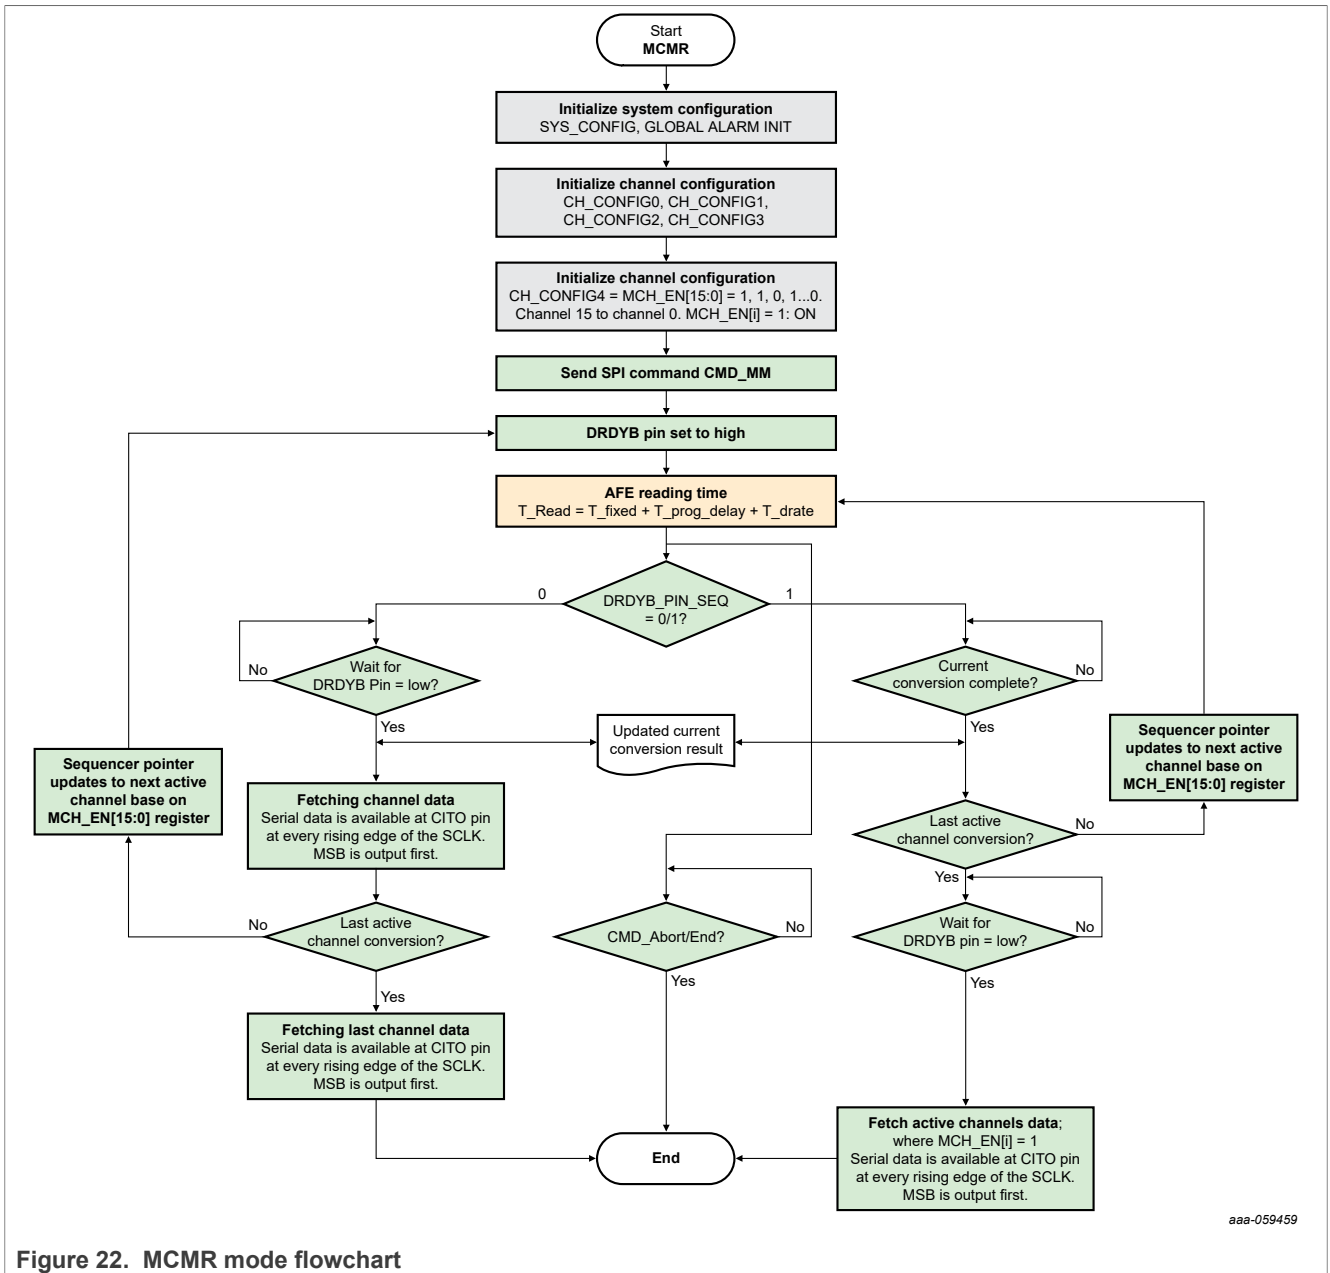 Start
MCMR
Initialize system configuration
SYS_CONFIG, GLOBAL ALARM INIT
Initialize channel configuration
CH_CONFIG0, CH_CONFIG1,
CH_CONFIG2, CH_CONFIG3
Initialize channel configuration
CH_CONFIG4 = MCH_EN[15:0] = 1, 1, 0, 1...0.
Channel 15 to channel 0. MCH_EN[i] = 1: ON
Send SPI command CMD_MM
DRDYB pin set to high
AFE reading time
T_Read = T_fixed + T_prog_delay + T_drate
0
DRDYB_PIN_SEQ
= 0/1?
1
No
Wait for
DRDYB Pin = low?
Yes
Current
conversion complete?
No
Yes
Updated current
conversion result
Sequencer pointer
updates to next active
channel base on
MCH_EN[15:0] register
Fetching channel data
Serial data is available at CITO pin
at every rising edge of the SCLK.
MSB is output first.
Sequencer pointer
updates to next active
channel base on
MCH_EN[15:0] register
Last active
channel conversion?
No
Yes
No
Last active
channel conversion?
Yes
CMD_Abort/End?
No
Yes
Wait for
DRDYB pin = low?
No
Yes
Fetching last channel data
Serial data is available at CITO pin
at every rising edge of the SCLK.
MSB is output first.
End
Fetch active channels data;
where MCH_EN[i] = 1
Serial data is available at CITO pin
at every rising edge of the SCLK.
MSB is output first.
aaa-059459
Figure 22. MCMR mode flowchart